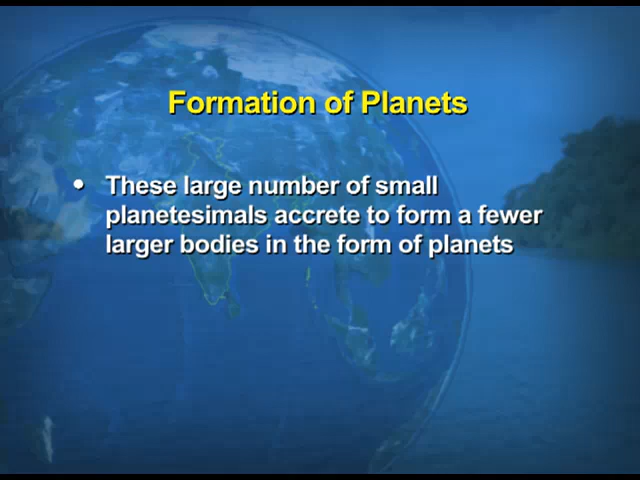 Formation of Planets
• These large number of small
planetesimals accrete to form a fewer
larger bodies in the form of planets